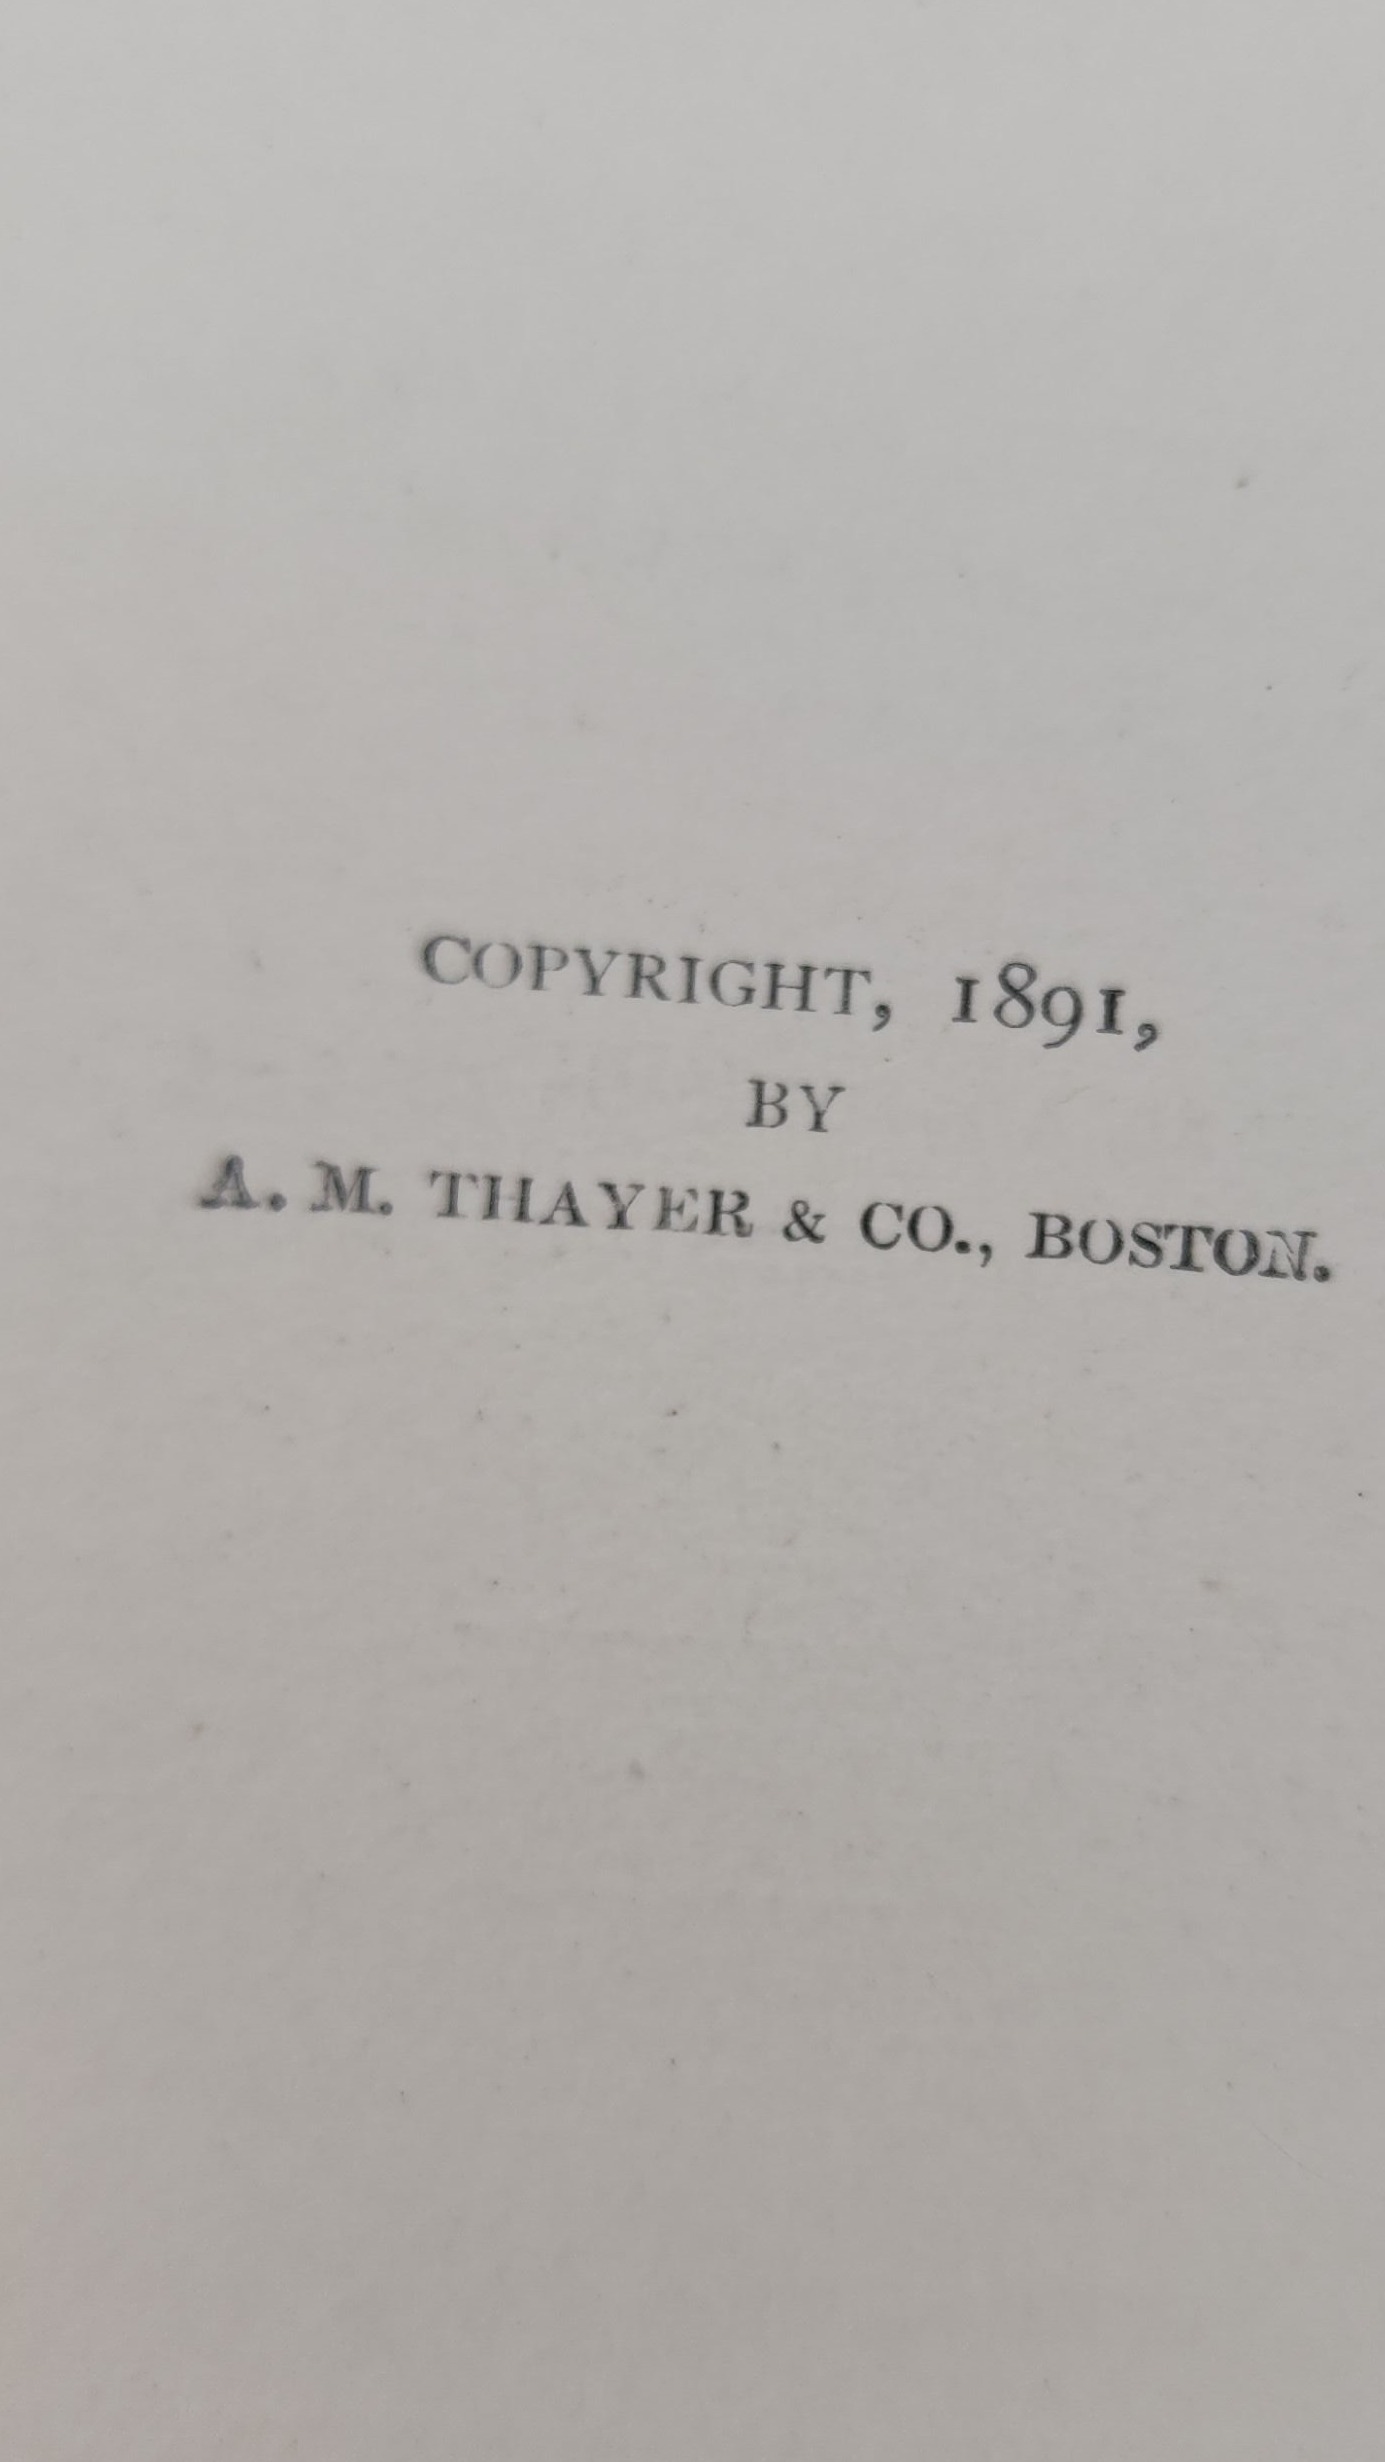 COPYRIGHT, 1891,
BY
A. M. THAYER & CO., BOSTON.